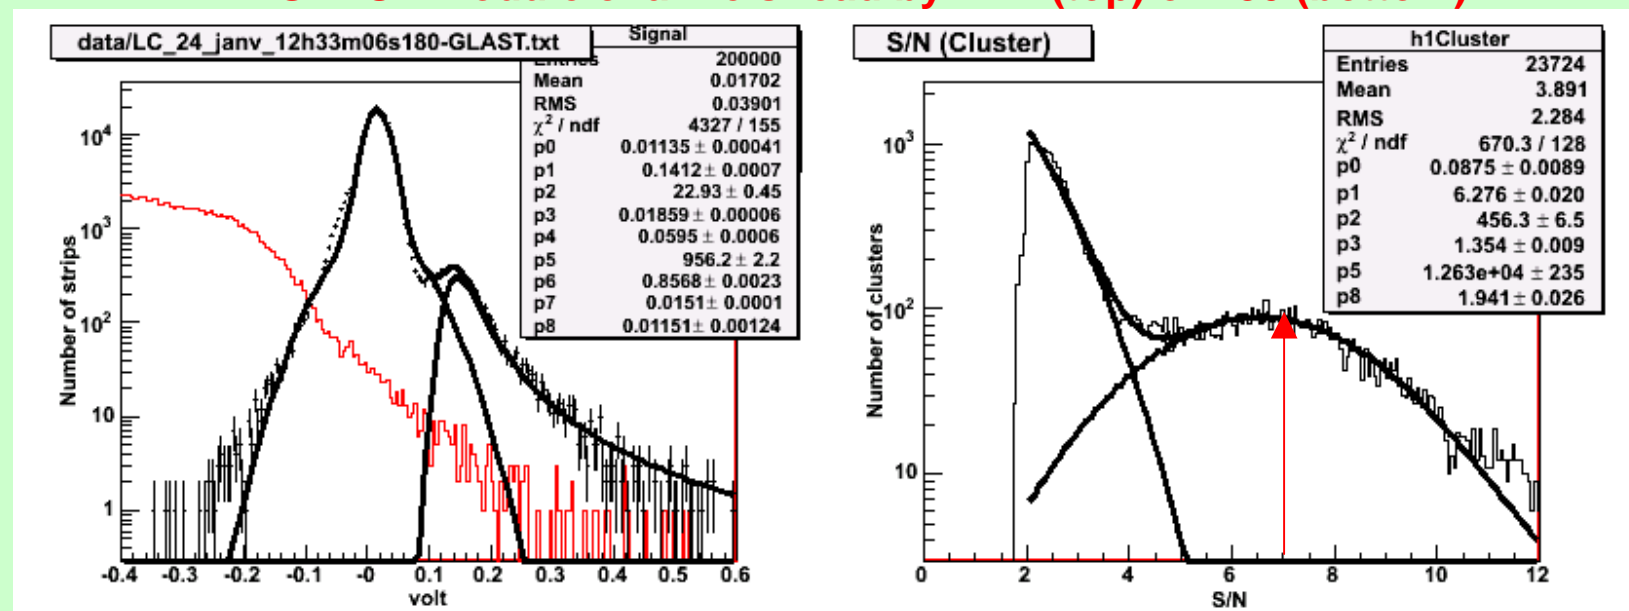 data/LC_24_janv_12h33m06s180-GLAST.txt
Signal
Entries 200000
Mean 0.01702
RMS 0.03901
χ² / ndf 4327 / 155
p0 0.01135 ± 0.00041
p1 0.1412 ± 0.0007
p2 22.93 ± 0.45
p3 0.01859 ± 0.00006
p4 0.0595 ± 0.0006
p5 956.2 ± 2.2
p6 0.8568 ± 0.0023
p7 0.0151 ± 0.0001
p8 0.01151 ± 0.00124
Number of strips
10⁴
10³
10²
10
1
-0.4 -0.3 -0.2 -0.1 -0 0.1 0.2 0.3 0.4 0.5 0.6
volt
S/N (Cluster)
h1Cluster
Entries 23724
Mean 3.891
RMS 2.284
χ² / ndf 670.3 / 128
p0 0.0875 ± 0.0089
p1 6.276 ± 0.020
p2 456.3 ± 6.5
p3 1.354 ± 0.009
p5 1.263e+04 ± 235
p8 1.941 ± 0.026
Number of clusters
10³
10²
10
0 2 4 6 8 10 12
S/N